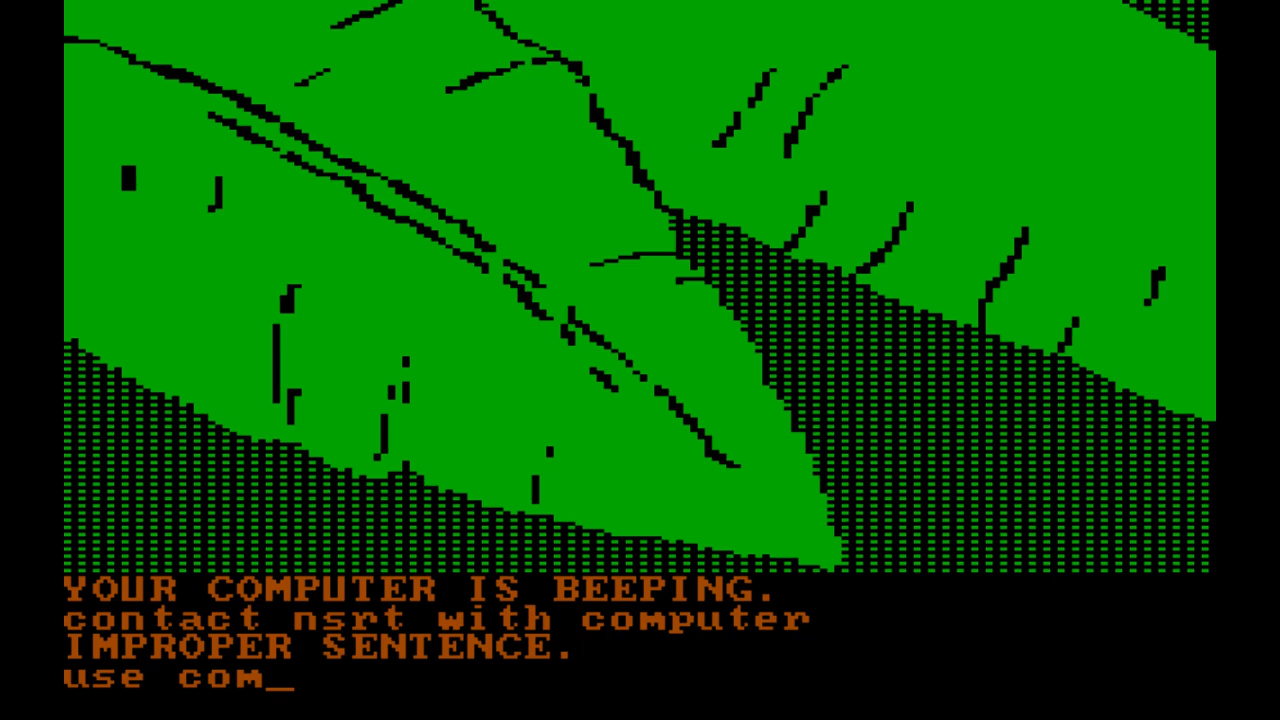 YOUR COMPUTER IS BEEPING.
contact nsrt with computer
IMPROPER SENTENCE.
use com_